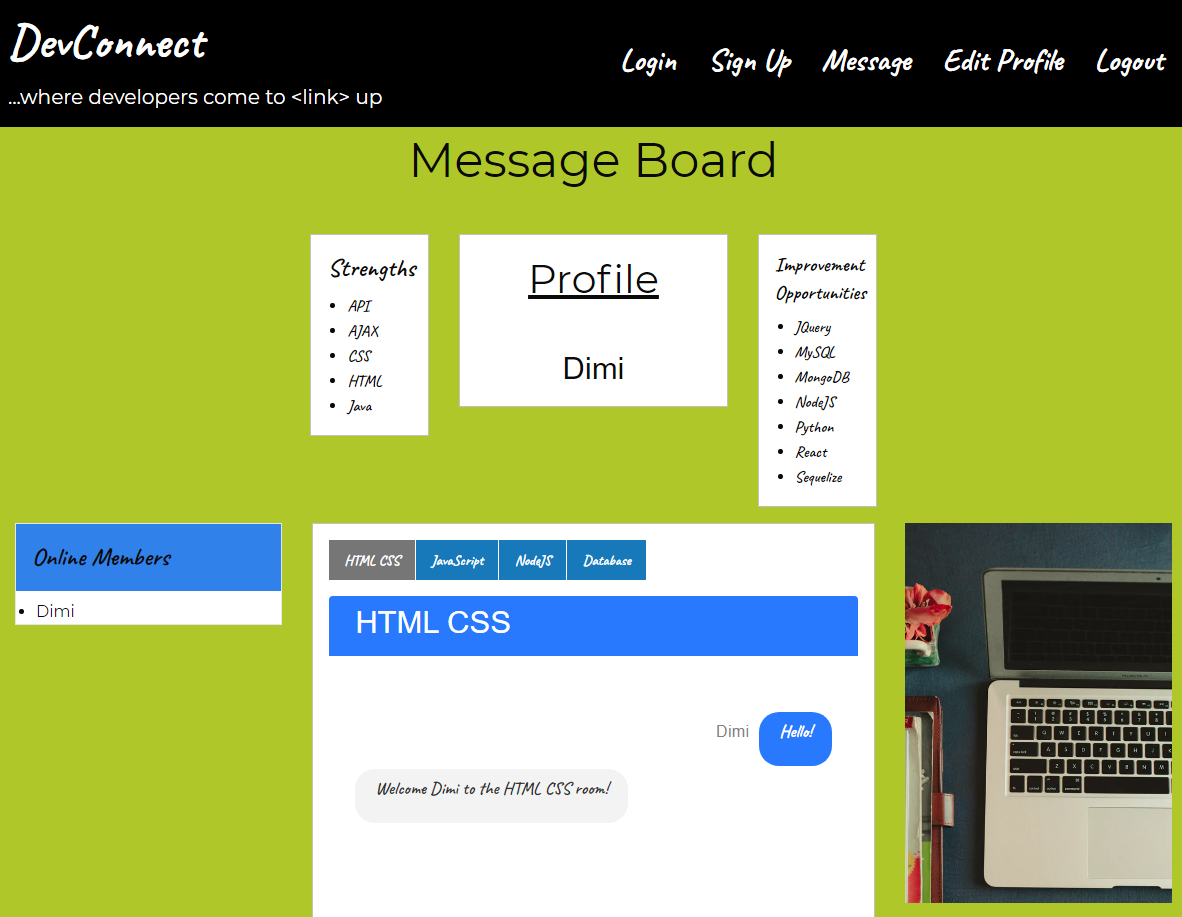 DevConnect
...where developers come to <link> up
Login Sign Up Message Edit Profile Logout
Message Board
Strengths
API
AJAX
CSS
HTML
Java
Profile
Dimi
Improvement
Opportunities
JQuery
MySQL
MongoDB
NodeJS
Python
React
Sequelize
Online Members
Dimi
HTML CSS JavaScript NodeJS Database
HTML CSS
Dimi Hello!
Welcome Dimi to the HTML CSS room!